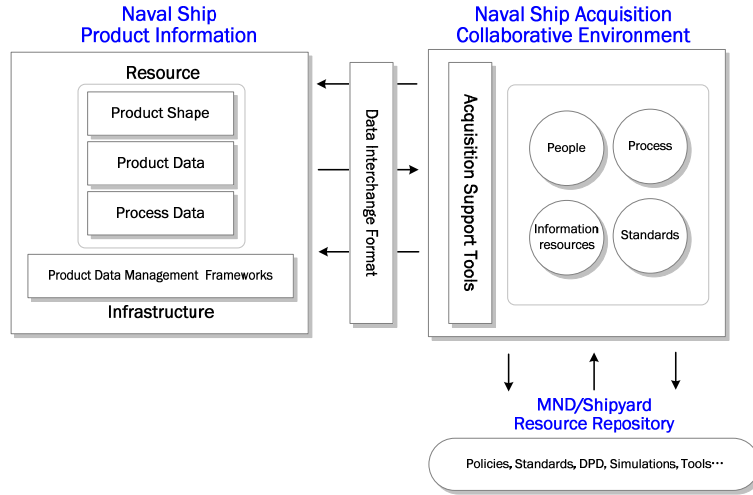 Naval Ship
Product Information
Resource
Product Shape
Product Data
Process Data
Product Data Management Frameworks
Infrastructure
Data Interchange Format
Naval Ship Acquisition
Collaborative Environment
Acquisition Support Tools
People
Process
Information
resources
Standards
MND/Shipyard
Resource Repository
Policies, Standards, DPD, Simulations, Tools⋯